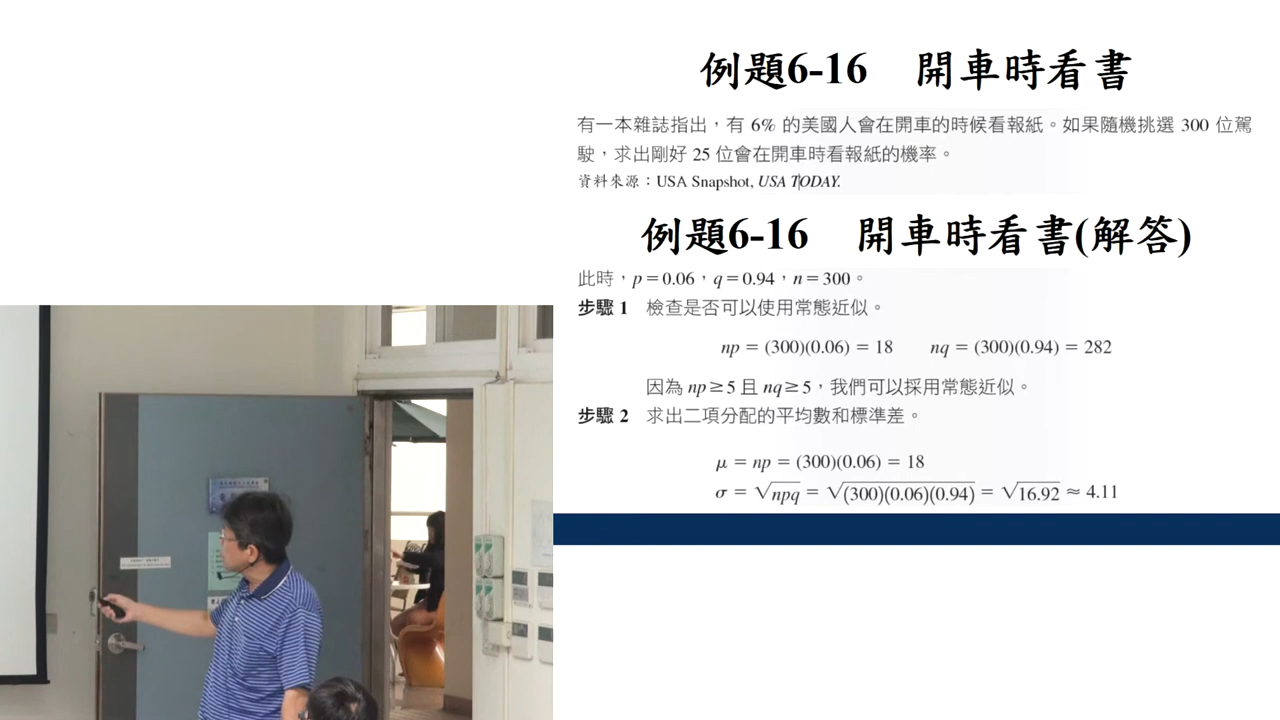 例題6-16 開車時看書
有一本雜誌指出，有 6% 的美國人會在開車的時候看報紙。如果隨機挑選 300 位駕
駛，求出剛好 25 位會在開車時看報紙的機率。
資料來源：USA Snapshot, USA TODAY.
例題6-16 開車時看書(解答)
此時，p = 0.06，q = 0.94，n = 300。
步驟 1 檢查是否可以使用常態近似。
np = (300)(0.06) = 18 nq = (300)(0.94) = 282
因為 np ≥ 5 且 nq ≥ 5，我們可以採用常態近似。
步驟 2 求出二項分配的平均數和標準差。
μ = np = (300)(0.06) = 18
σ = √npq = √(300)(0.06)(0.94) = √16.92 ≈ 4.11